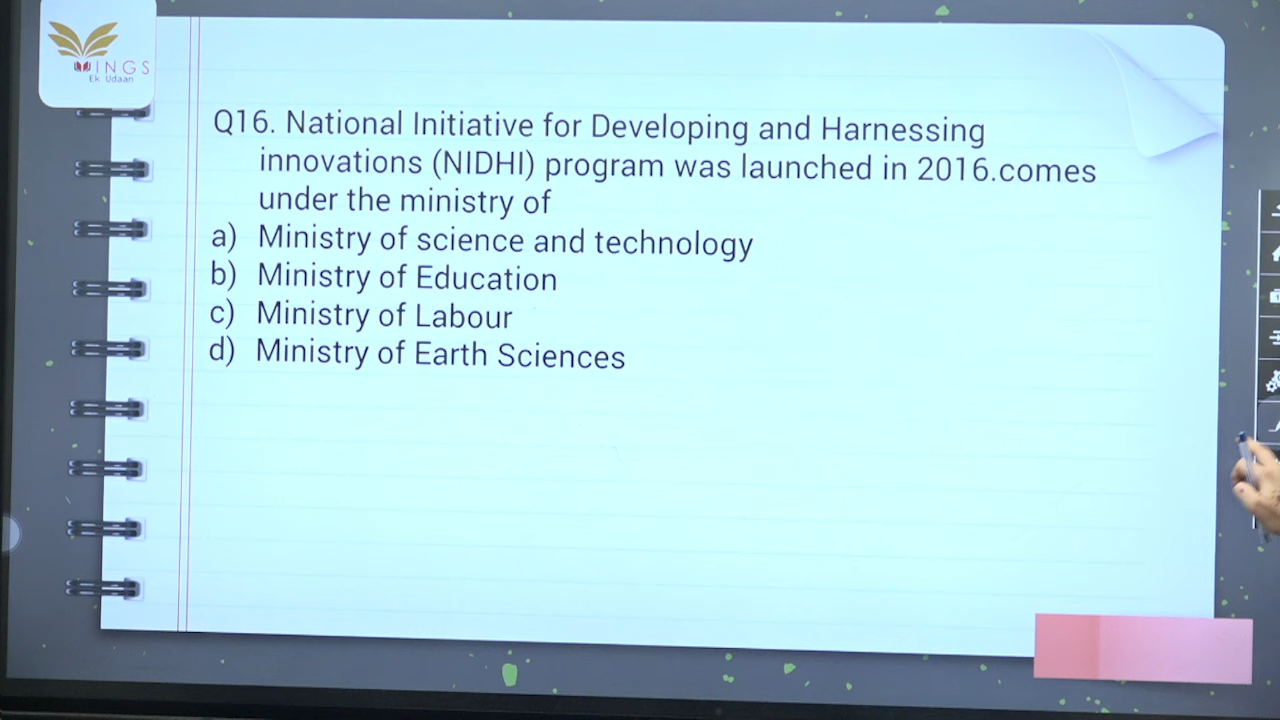 WINGS
Ek Udaan
Q16. National Initiative for Developing and Harnessing
innovations (NIDHI) program was launched in 2016.comes
under the ministry of
a) Ministry of science and technology
b) Ministry of Education
c) Ministry of Labour
d) Ministry of Earth Sciences